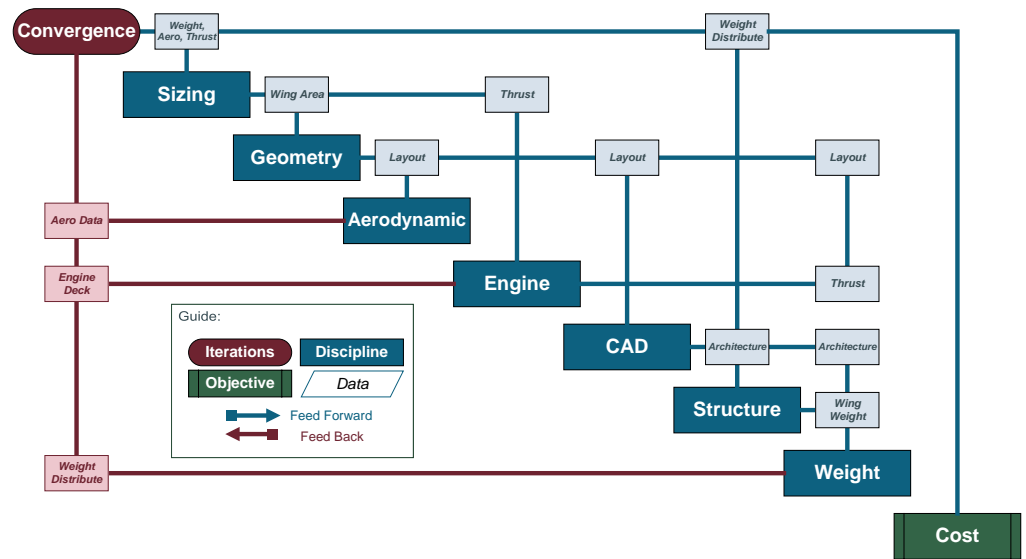 Convergence
Weight,
Aero, Thrust
Weight
Distribute
Sizing
Wing Area
Thrust
Geometry
Layout
Layout
Layout
Aero Data
Aerodynamic
Engine
Deck
Engine
Thrust
Guide:
Iterations
Discipline
Objective
Data
Feed Forward
Feed Back
CAD
Architecture
Architecture
Structure
Wing
Weight
Weight
Distribute
Weight
Cost